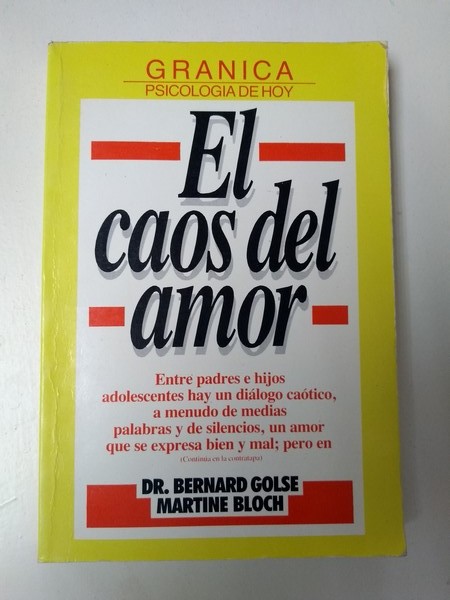 GRANICA
PSICOLOGIA DE HOY
El
caos del
amor
Entre padres e hijos
adolescentes hay un diálogo caótico,
a menudo de medias
palabras y de silencios, un amor
que se expresa bien y mal; pero en
(Continúa en la contratapa)
DR. BERNARD GOLSE
MARTINE BLOCH